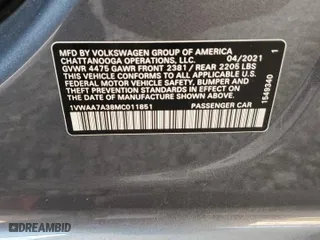 MFD BY VOLKSWAGEN GROUP OF AMERICA
CHATTANOOGA OPERATIONS, LLC. 04/2021
GVWR 4475 GAWR FRONT 2381 / REAR 2205 LBS
THIS VEHICLE CONFORMS TO ALL APPLICABLE
FEDERAL MOTOR VEHICLE SAFETY, BUMPER,
AND THEFT PREVENTION STANDARDS IN
EFFECT ON THE DATE OF MANUFACTURE
SHOWN ABOVE.
1VWAA7A38MC011851 PASSENGER CAR
1
1549340
DREAMBID